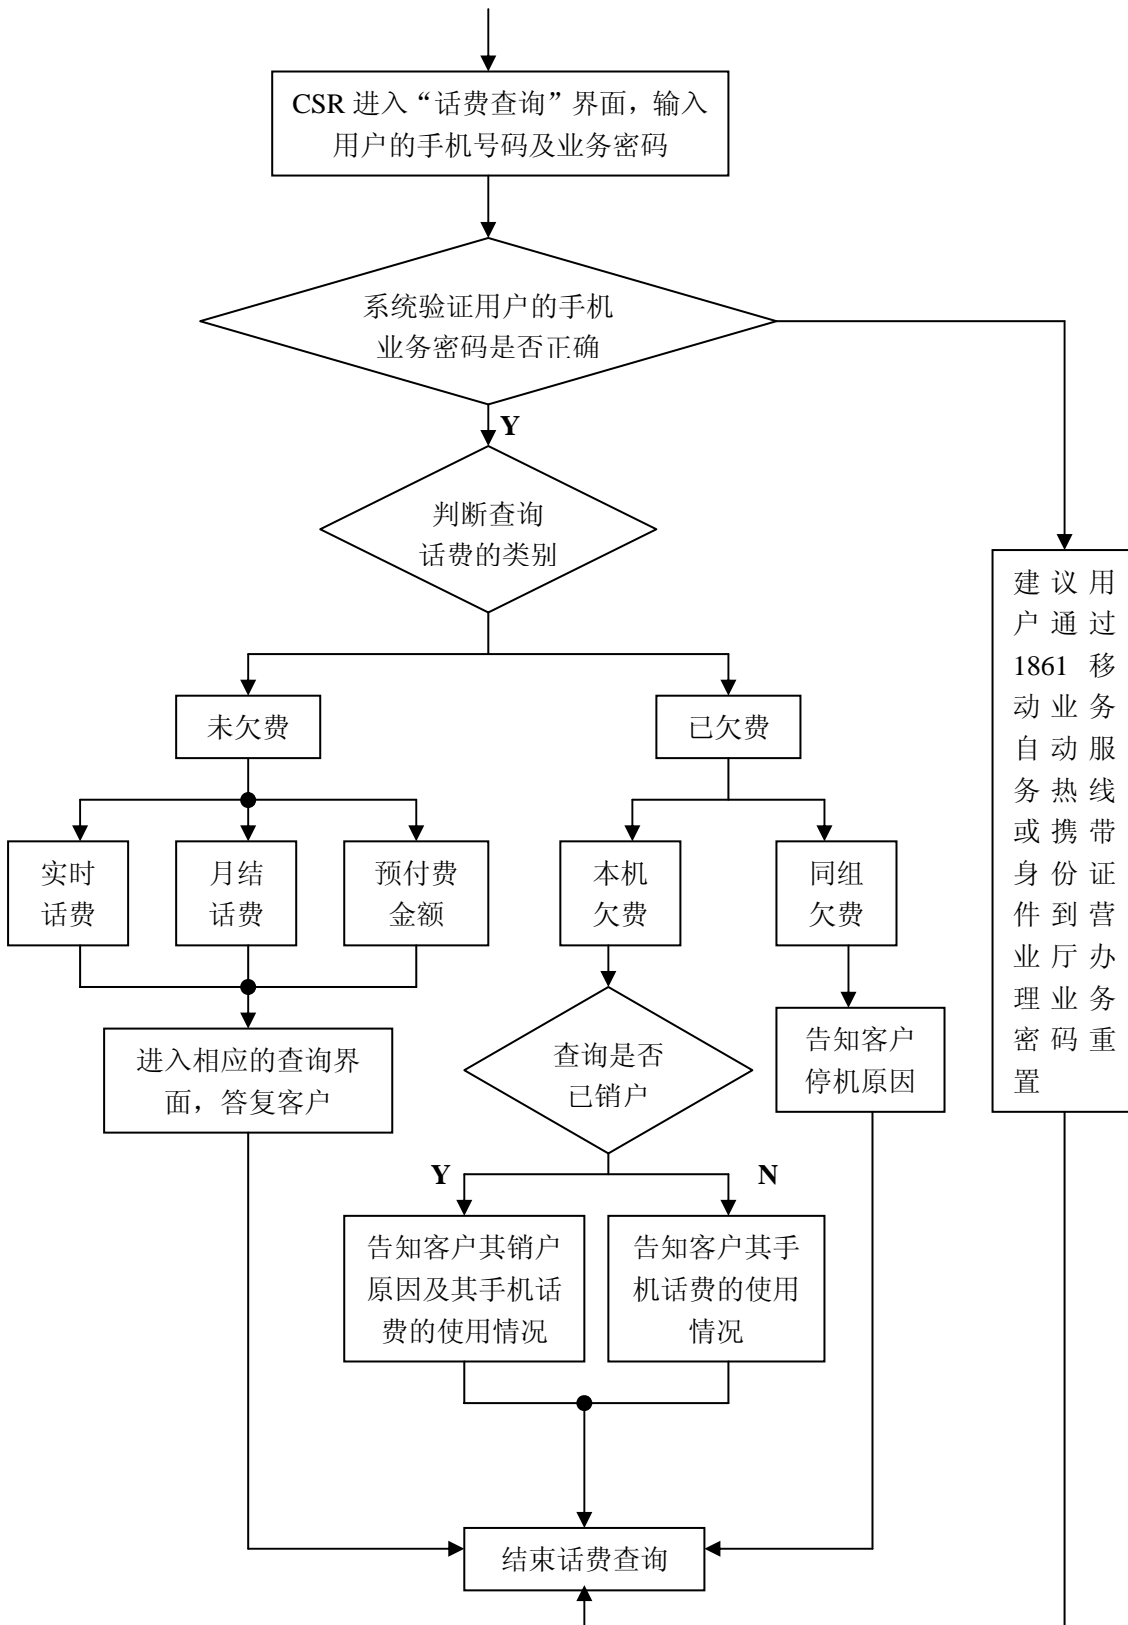 CSR 进入“话费查询”界面，输入
用户的手机号码及业务密码
系统验证用户的手机
业务密码是否正确
Y
判断查询
话费的类别
未欠费
已欠费
实时
话费
月结
话费
预付费
金额
本机
欠费
同组
欠费
建议用
户通过
1861 移
动业务
自动服
务热线
或携带
身份证
件到营
业厅办
理业务
密码重
置
进入相应的查询界
面，答复客户
查询是否
已销户
告知客户
停机原因
Y
N
告知客户其销户
原因及其手机话
费的使用情况
告知客户其手
机话费的使用
情况
结束话费查询